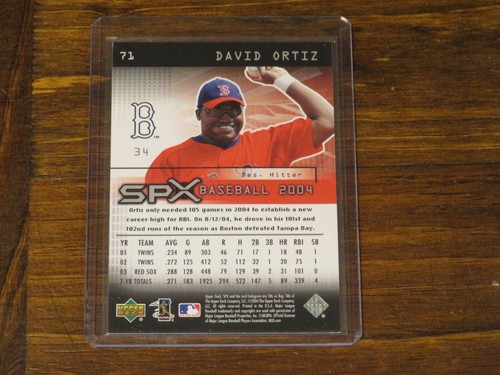 71 DAVID ORTIZ
B
TM
34
Des. Hitter
SPX BASEBALL 2004
Ortiz only needed 105 games in 2004 to establish a new
career high for RBI. On 8/12/04, he drove in his 101st and
102nd runs of the season as Boston defeated Tampa Bay.
YR TEAM AVG G AB R H 2B 3B HR RBI SB
01 TWINS .234 89 303 46 71 17 1 18 48 1
02 TWINS .272 125 412 52 112 32 1 20 75 1
03 RED SOX .288 128 448 79 129 39 2 31 101 0
7-YR TOTALS .271 583 1925 294 522 147 5 89 339 4
UPPER DECK